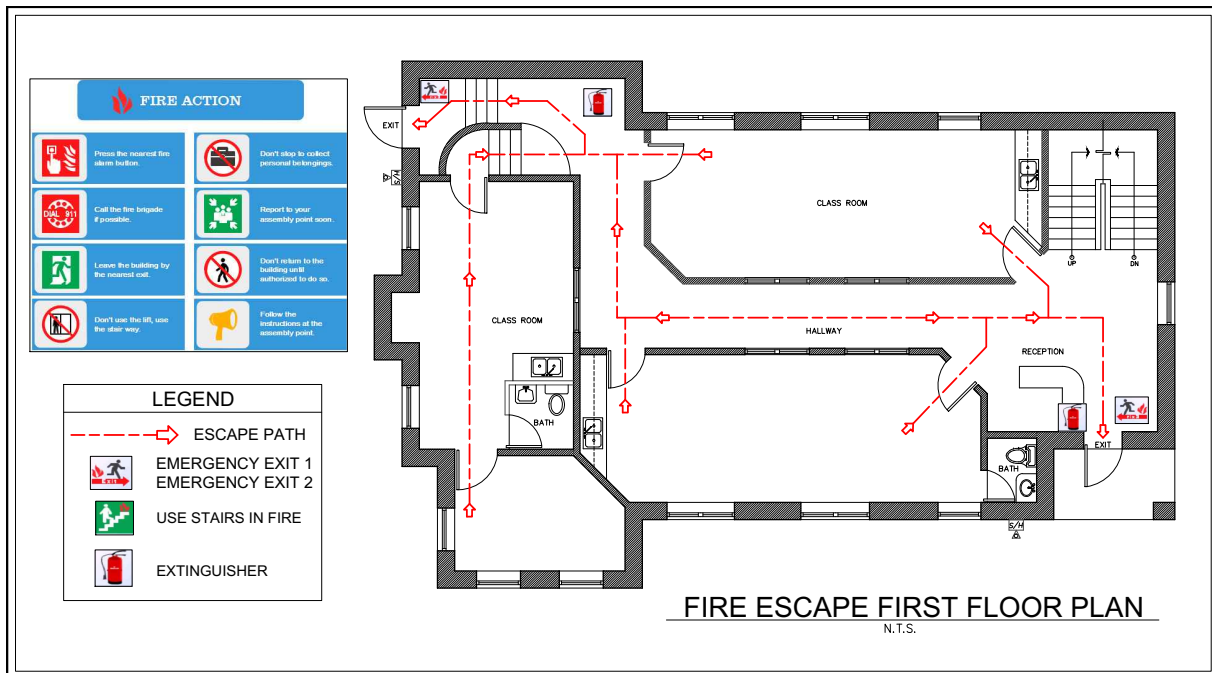 FIRE ACTION
Press the nearest fire
alarm button.
Don't stop to collect
personal belongings.
DIAL 911
Call the fire brigade
if possible.
Report to your
assembly point soon.
Leave the building by
the nearest exit.
Don't return to the
building until
authorized to do so.
Don't use the lift, use
the stair way.
Follow the
instructions at the
assembly point.
LEGEND
ESCAPE PATH
EXIT
EMERGENCY EXIT 1
EMERGENCY EXIT 2
USE STAIRS IN FIRE
EXTINGUISHER
EXIT
S/H
CLASS ROOM
UP
DN
CLASS ROOM
HALLWAY
RECEPTION
BATH
EXIT
BATH
S/H
FIRE ESCAPE FIRST FLOOR PLAN
N.T.S.